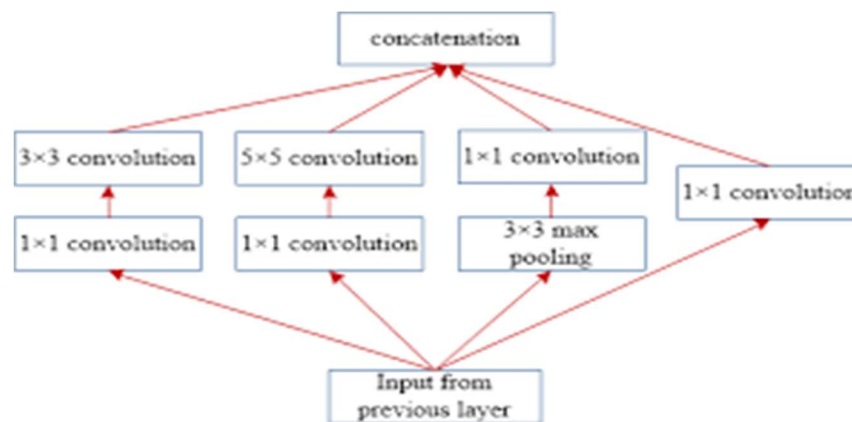 concatenation
3×3 convolution
5×5 convolution
1×1 convolution
1×1 convolution
1×1 convolution
1×1 convolution
3×3 max
pooling
Input from
previous layer